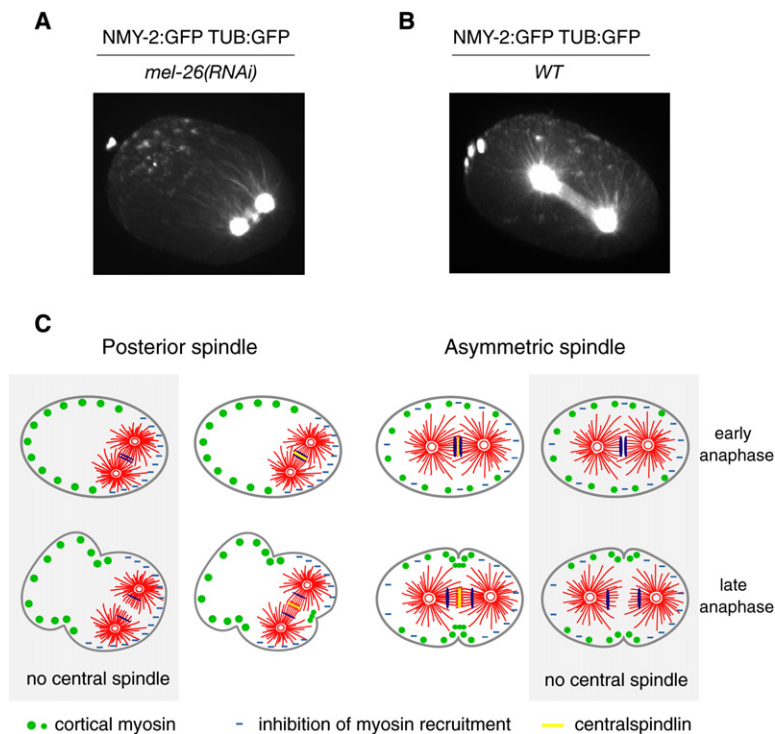 A
NMY-2:GFP TUB:GFP
mel-26(RNAi)
B
NMY-2:GFP TUB:GFP
WT
C
Posterior spindle
Asymmetric spindle
early
anaphase
late
anaphase
no central spindle
no central spindle
cortical myosin
inhibition of myosin recruitment
centralspindlin